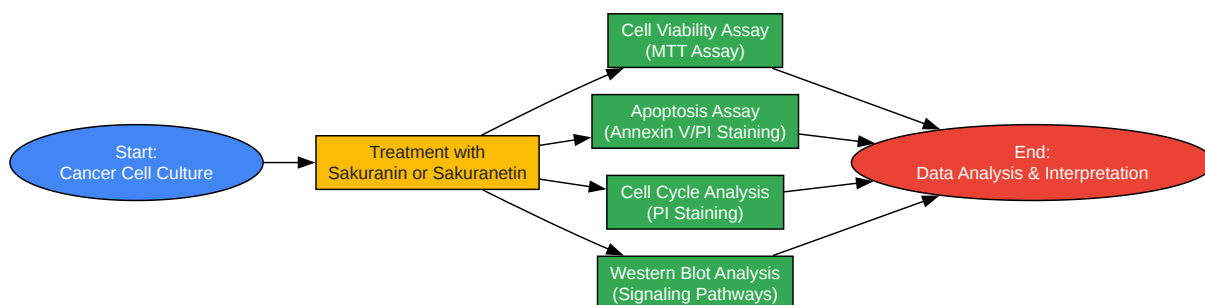 Start:
Cancer Cell Culture
Treatment with
Sakuranin or Sakuranetin
Cell Viability Assay
(MTT Assay)
Apoptosis Assay
(Annexin V/PI Staining)
Cell Cycle Analysis
(PI Staining)
Western Blot Analysis
(Signaling Pathways)
End:
Data Analysis & Interpretation